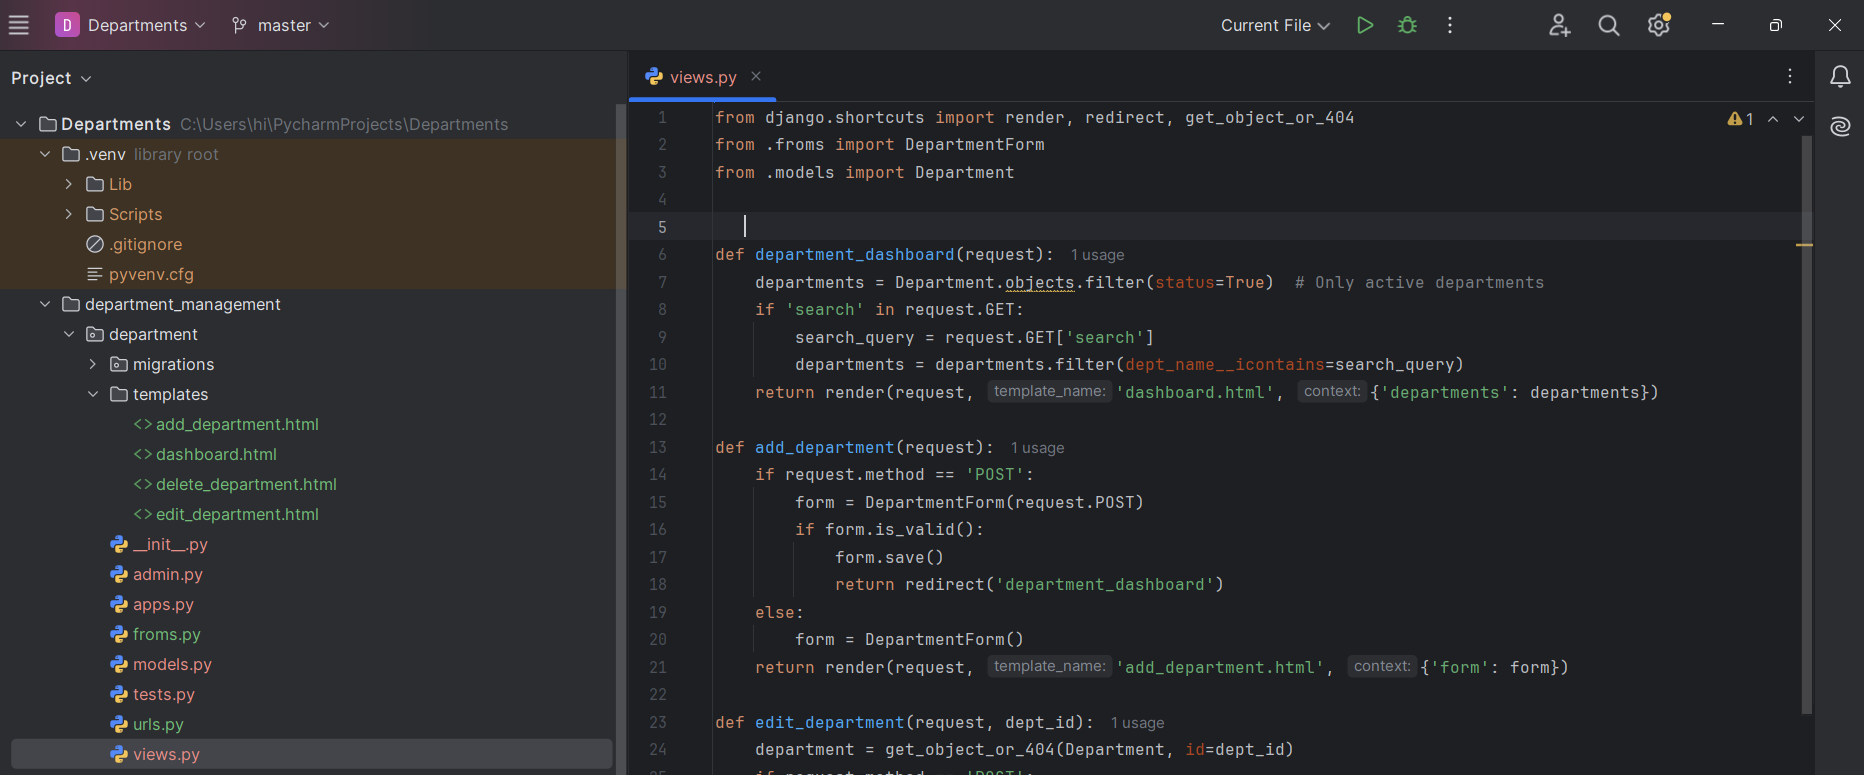 D Departments master Current File
Project
views.py
Departments C:\Users\hi\PycharmProjects\Departments
.venv library root
Lib
Scripts
.gitignore
pyvenv.cfg
department_management
department
migrations
templates
add_department.html
dashboard.html
delete_department.html
edit_department.html
__init__.py
admin.py
apps.py
froms.py
models.py
tests.py
urls.py
views.py
1 from django.shortcuts import render, redirect, get_object_or_404
1
2 from .froms import DepartmentForm
3 from .models import Department
4
5
6 def department_dashboard(request): 1 usage
7 departments = Department.objects.filter(status=True) # Only active departments
8 if 'search' in request.GET:
9 search_query = request.GET['search']
10 departments = departments.filter(dept_name__icontains=search_query)
11 return render(request, template_name: 'dashboard.html', context: {'departments': departments})
12
13 def add_department(request): 1 usage
14 if request.method == 'POST':
15 form = DepartmentForm(request.POST)
16 if form.is_valid():
17 form.save()
18 return redirect('department_dashboard')
19 else:
20 form = DepartmentForm()
21 return render(request, template_name: 'add_department.html', context: {'form': form})
22
23 def edit_department(request, dept_id): 1 usage
24 department = get_object_or_404(Department, id=dept_id)